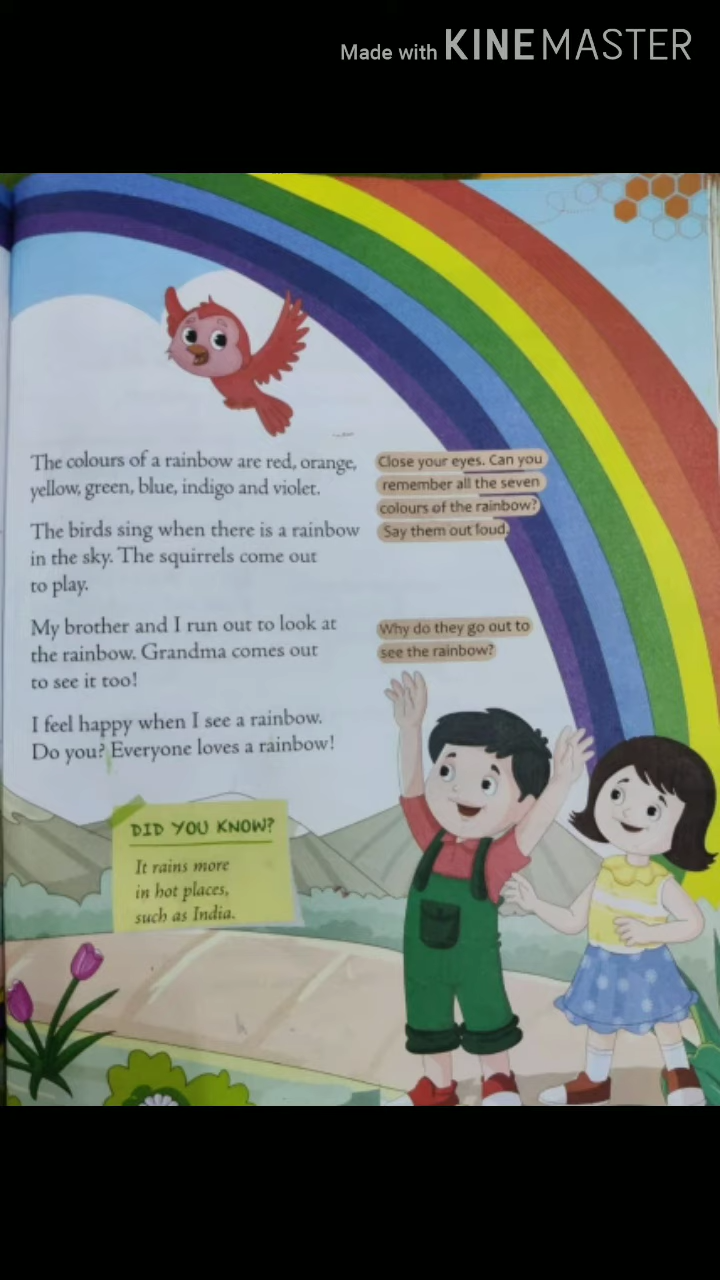 Made with KINEMASTER
The colours of a rainbow are red, orange,
yellow, green, blue, indigo and violet.
The birds sing when there is a rainbow
in the sky. The squirrels come out
to play.
My brother and I run out to look at
the rainbow. Grandma comes out
to see it too!
I feel happy when I see a rainbow.
Do you? Everyone loves a rainbow!
Close your eyes. Can you
remember all the seven
colours of the rainbow?
Say them out loud.
Why do they go out to
see the rainbow?
DID YOU KNOW?
It rains more
in hot places,
such as India.